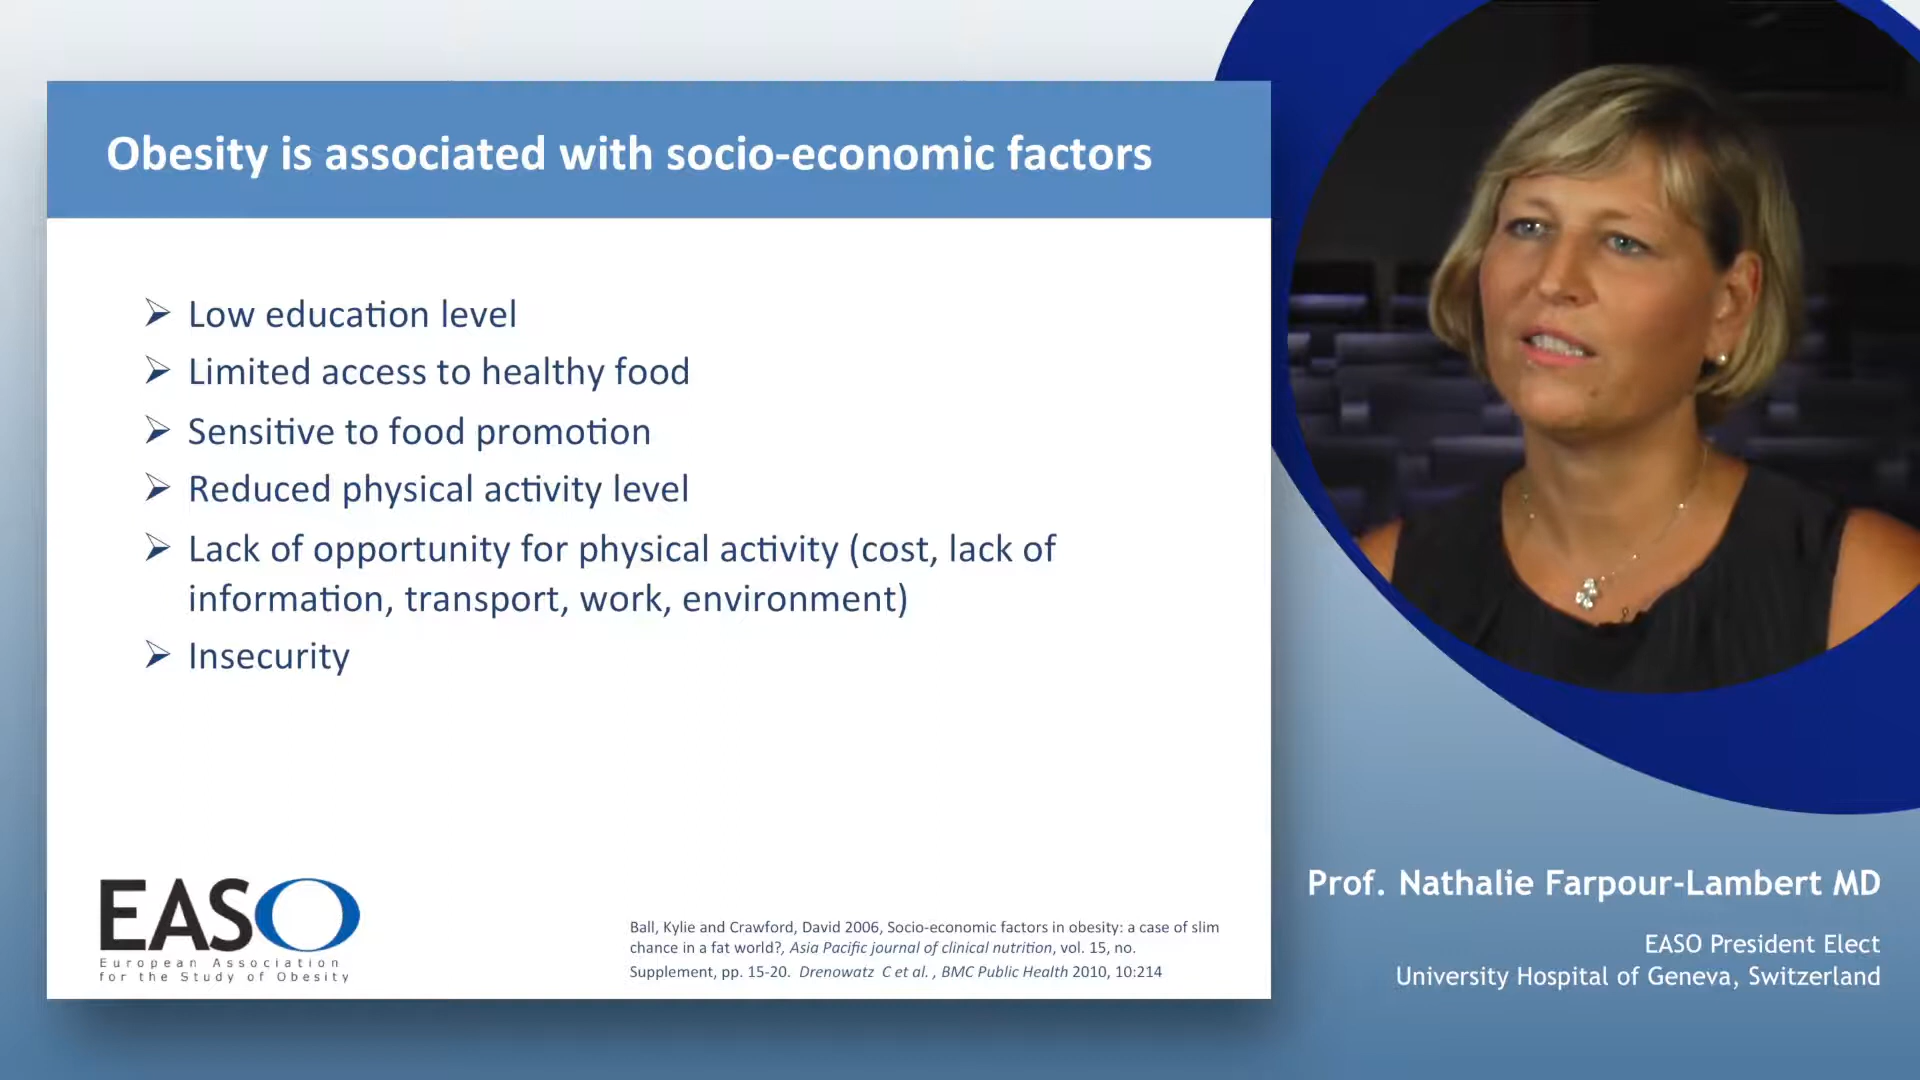 Obesity is associated with socio-economic factors
Low education level
Limited access to healthy food
Sensitive to food promotion
Reduced physical activity level
Lack of opportunity for physical activity (cost, lack of
information, transport, work, environment)
Insecurity
EASO
European Association
for the Study of Obesity
Ball, Kylie and Crawford, David 2006, Socio-economic factors in obesity: a case of slim
chance in a fat world?, Asia Pacific journal of clinical nutrition, vol. 15, no.
Supplement, pp. 15-20. Drenowatz C et al. , BMC Public Health 2010, 10:214
Prof. Nathalie Farpour-Lambert MD
EASO President Elect
University Hospital of Geneva, Switzerland